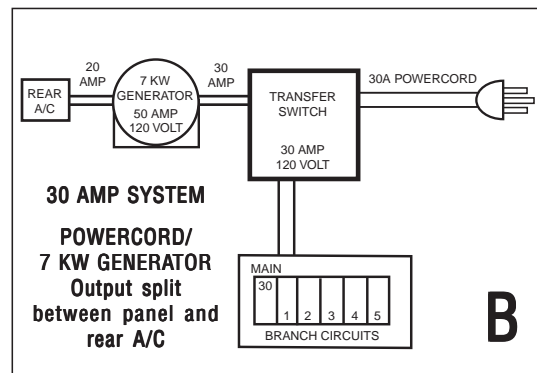 20
AMP
30
AMP
REAR
A/C
7 KW
GENERATOR
50 AMP
120 VOLT
TRANSFER
SWITCH
30 AMP
120 VOLT
30A POWERCORD
30 AMP SYSTEM
POWERCORD/
7 KW GENERATOR
Output split
between panel and
rear A/C
MAIN
30
1 2 3 4 5
BRANCH CIRCUITS
B